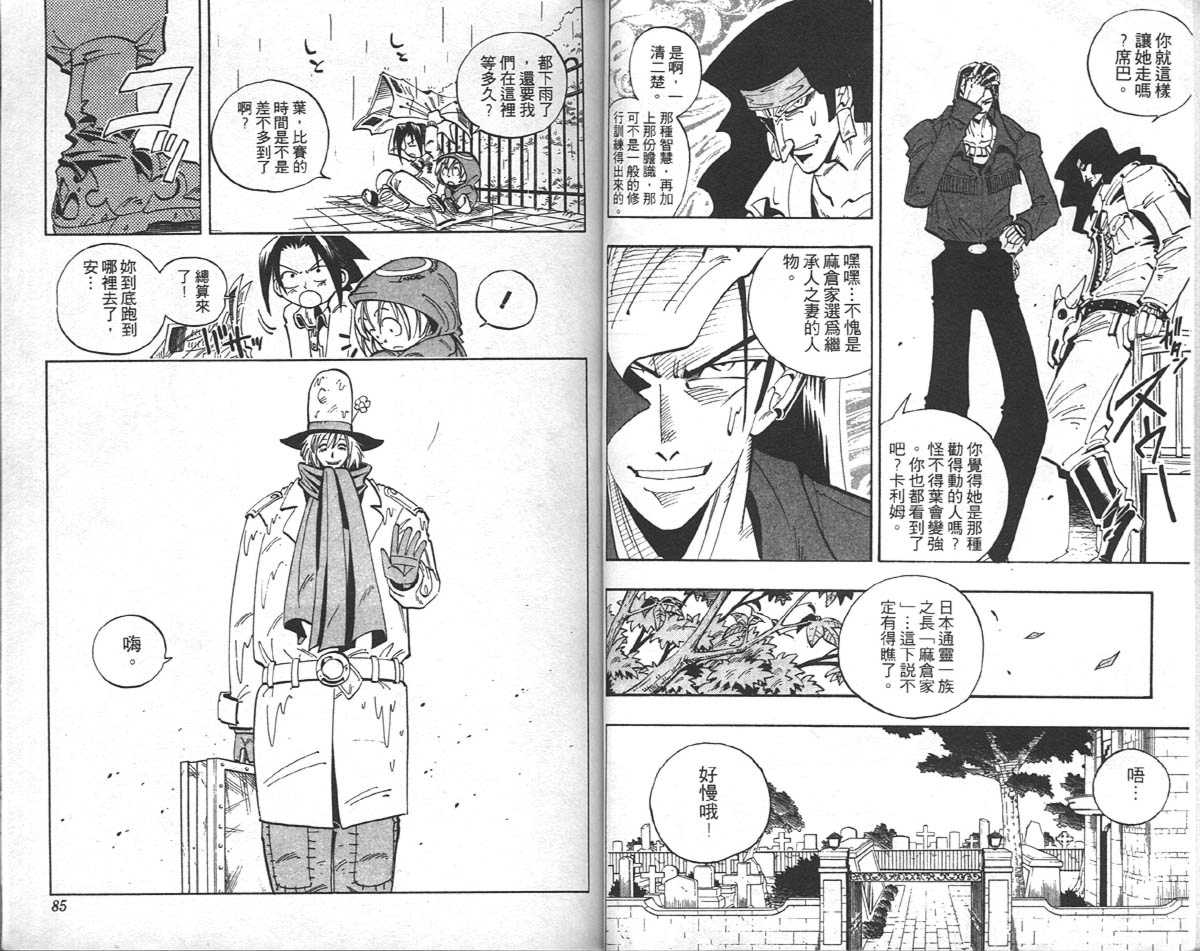 你就這樣
讓她走嗎
?席巴。
你覺得她是那種
勸得動的人嗎?
怪不得葉會變強
。你也都看到了
吧?卡利姆。
是啊,一
清二楚。
那種智慧,再加
上那份膽識,那
可不是一般的修
行訓練得出來的。
嘿嘿…不愧是
麻倉家選爲繼
承人之妻的人
物。
日本通靈一族
之長「麻倉家
」…這下說不
定有得瞧了。
唔…
好慢哦!
都下雨了
,還要我
們在這裡
等多久?
葉,比賽的
時間是不是
差不多到了
啊?
コツ
!
總算來
了!
妳到底跑到
哪裡去了,
安…
嗨。
85